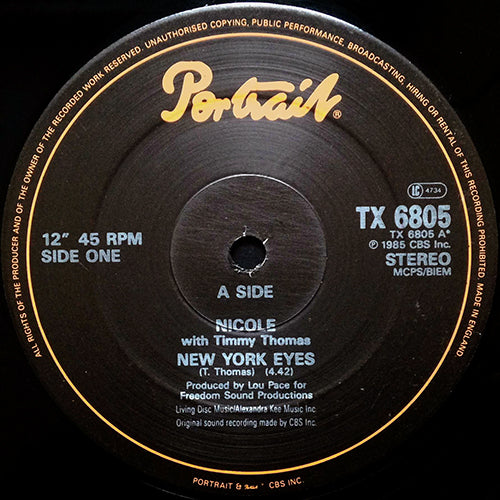 ALL RIGHTS OF THE PRODUCER AND OF THE OWNER OF THE RECORDED WORK RESERVED. UNAUTHORISED COPYING, PUBLIC PERFORMANCE, BROADCASTING, HIRING OR RENTAL OF THIS RECORDING PROHIBITED. MADE IN ENGLAND
Portrait®
LC 4734
TX 6805
TX 6805 A*
℗ 1985 CBS Inc.
STEREO
MCPS/BIEM
12" 45 RPM
SIDE ONE
A SIDE
NICOLE
with Timmy Thomas
NEW YORK EYES
(T. Thomas) (4.42)
Produced by Lou Pace for
Freedom Sound Productions
Living Disc Music/Alexandra Kee Music Inc
Original sound recording made by CBS Inc.
PORTRAIT & CBS INC.